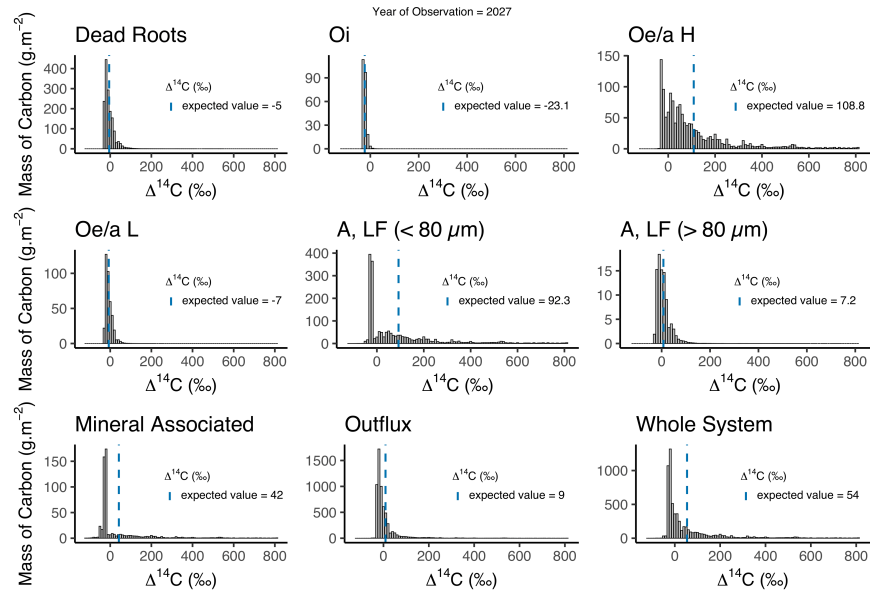 Year of Observation = 2027
Dead Roots
Oi
Oe/a H
Mass of Carbon (g.m⁻²)
400
300
200
100
0
Δ¹⁴C (‰)
expected value = -5
0 200 400 600 800
Δ¹⁴C (‰)
90
60
30
0
Δ¹⁴C (‰)
expected value = -23.1
0 200 400 600 800
Δ¹⁴C (‰)
150
100
50
0
Δ¹⁴C (‰)
expected value = 108.8
0 200 400 600 800
Δ¹⁴C (‰)
Oe/a L
A, LF (< 80 µm)
A, LF (> 80 µm)
Mass of Carbon (g.m⁻²)
100
50
0
Δ¹⁴C (‰)
expected value = -7
0 200 400 600 800
Δ¹⁴C (‰)
400
300
200
100
0
Δ¹⁴C (‰)
expected value = 92.3
0 200 400 600 800
Δ¹⁴C (‰)
15
10
5
0
Δ¹⁴C (‰)
expected value = 7.2
0 200 400 600 800
Δ¹⁴C (‰)
Mineral Associated
Outflux
Whole System
Mass of Carbon (g.m⁻²)
150
100
50
0
Δ¹⁴C (‰)
expected value = 42
0 200 400 600 800
Δ¹⁴C (‰)
1500
1000
500
0
Δ¹⁴C (‰)
expected value = 9
0 200 400 600 800
Δ¹⁴C (‰)
1000
500
0
Δ¹⁴C (‰)
expected value = 54
0 200 400 600 800
Δ¹⁴C (‰)